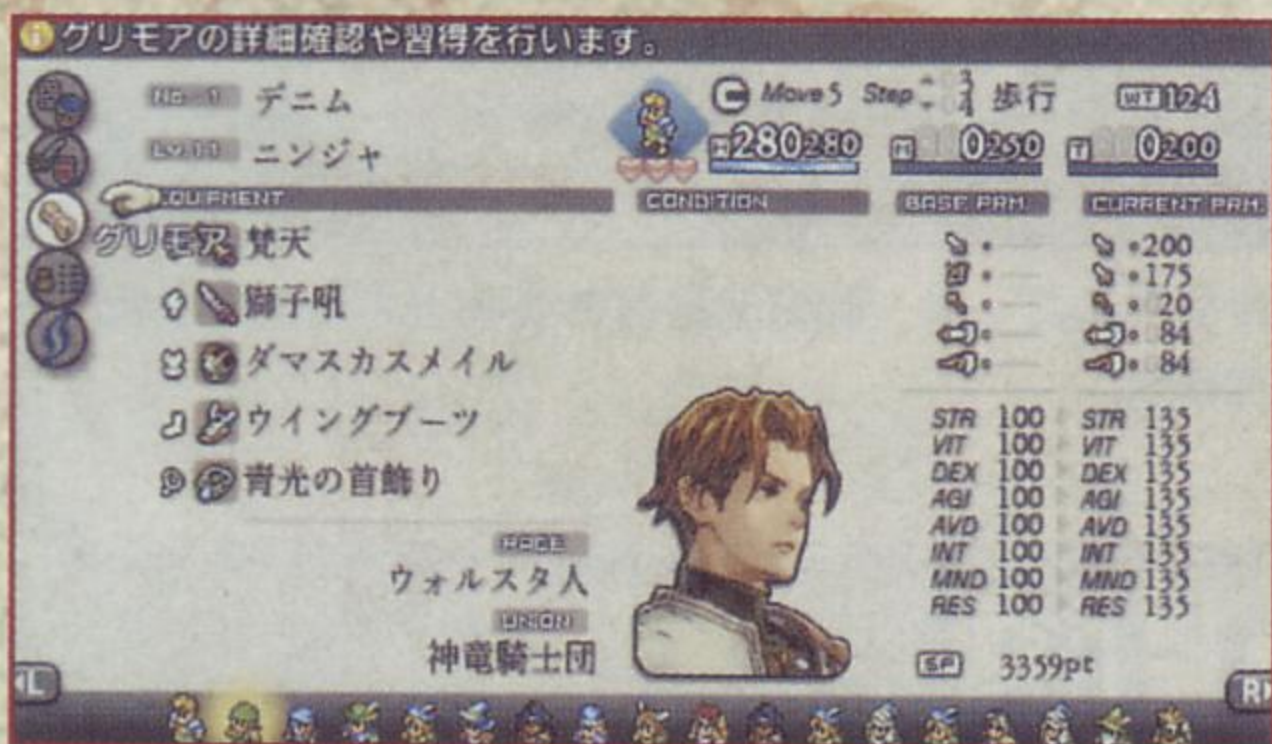 グリモアの詳細確認や習得を行います。
No. 1 デニム
Move 5 Step 3 4 歩行 WT 124
LV.11 ニンジャ
H 280 280 M 0 250 T 0 200
EQUIPMENT CONDITION BASE PRM. CURRENT PRM.
グリモア 梵天 200
獅子吼 175
20
ダマスカスメイル 84
84
ウイングブーツ
青光の首飾り
STR 100 STR 135
VIT 100 VIT 135
DEX 100 DEX 135
AGI 100 AGI 135
AVD 100 AVD 135
INT 100 INT 135
MND 100 MND 135
RES 100 RES 135
RACE
ウォルスタ人
UNION
神竜騎士団
SP 3359pt
L R